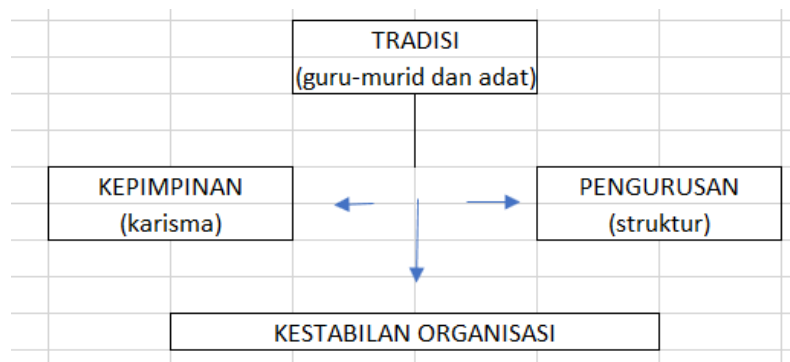 TRADISI
(guru-murid dan adat)
KEPIMPINAN
(karisma)
PENGURUSAN
(struktur)
KESTABILAN ORGANISASI